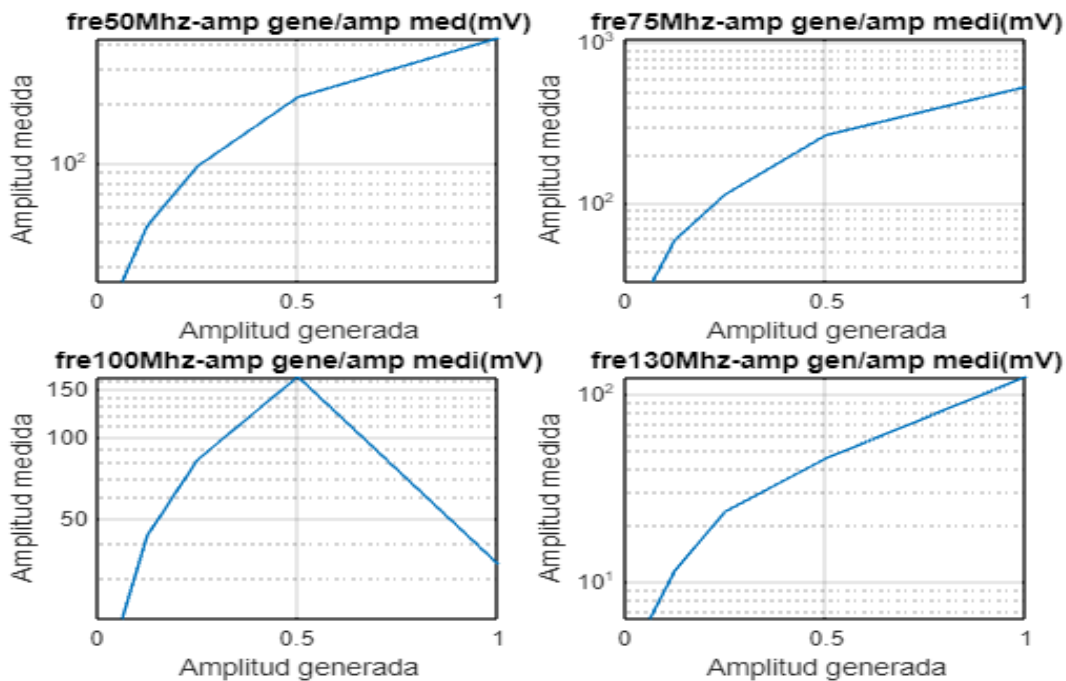 fre50Mhz-amp gene/amp med(mV)
Amplitud medida
10²
0
0.5
1
Amplitud generada
fre75Mhz-amp gene/amp medi(mV)
Amplitud medida
10³
10²
0
0.5
1
Amplitud generada
fre100Mhz-amp gene/amp medi(mV)
Amplitud medida
150
100
50
0
0.5
1
Amplitud generada
fre130Mhz-amp gen/amp medi(mV)
Amplitud medida
10²
10¹
0
0.5
1
Amplitud generada